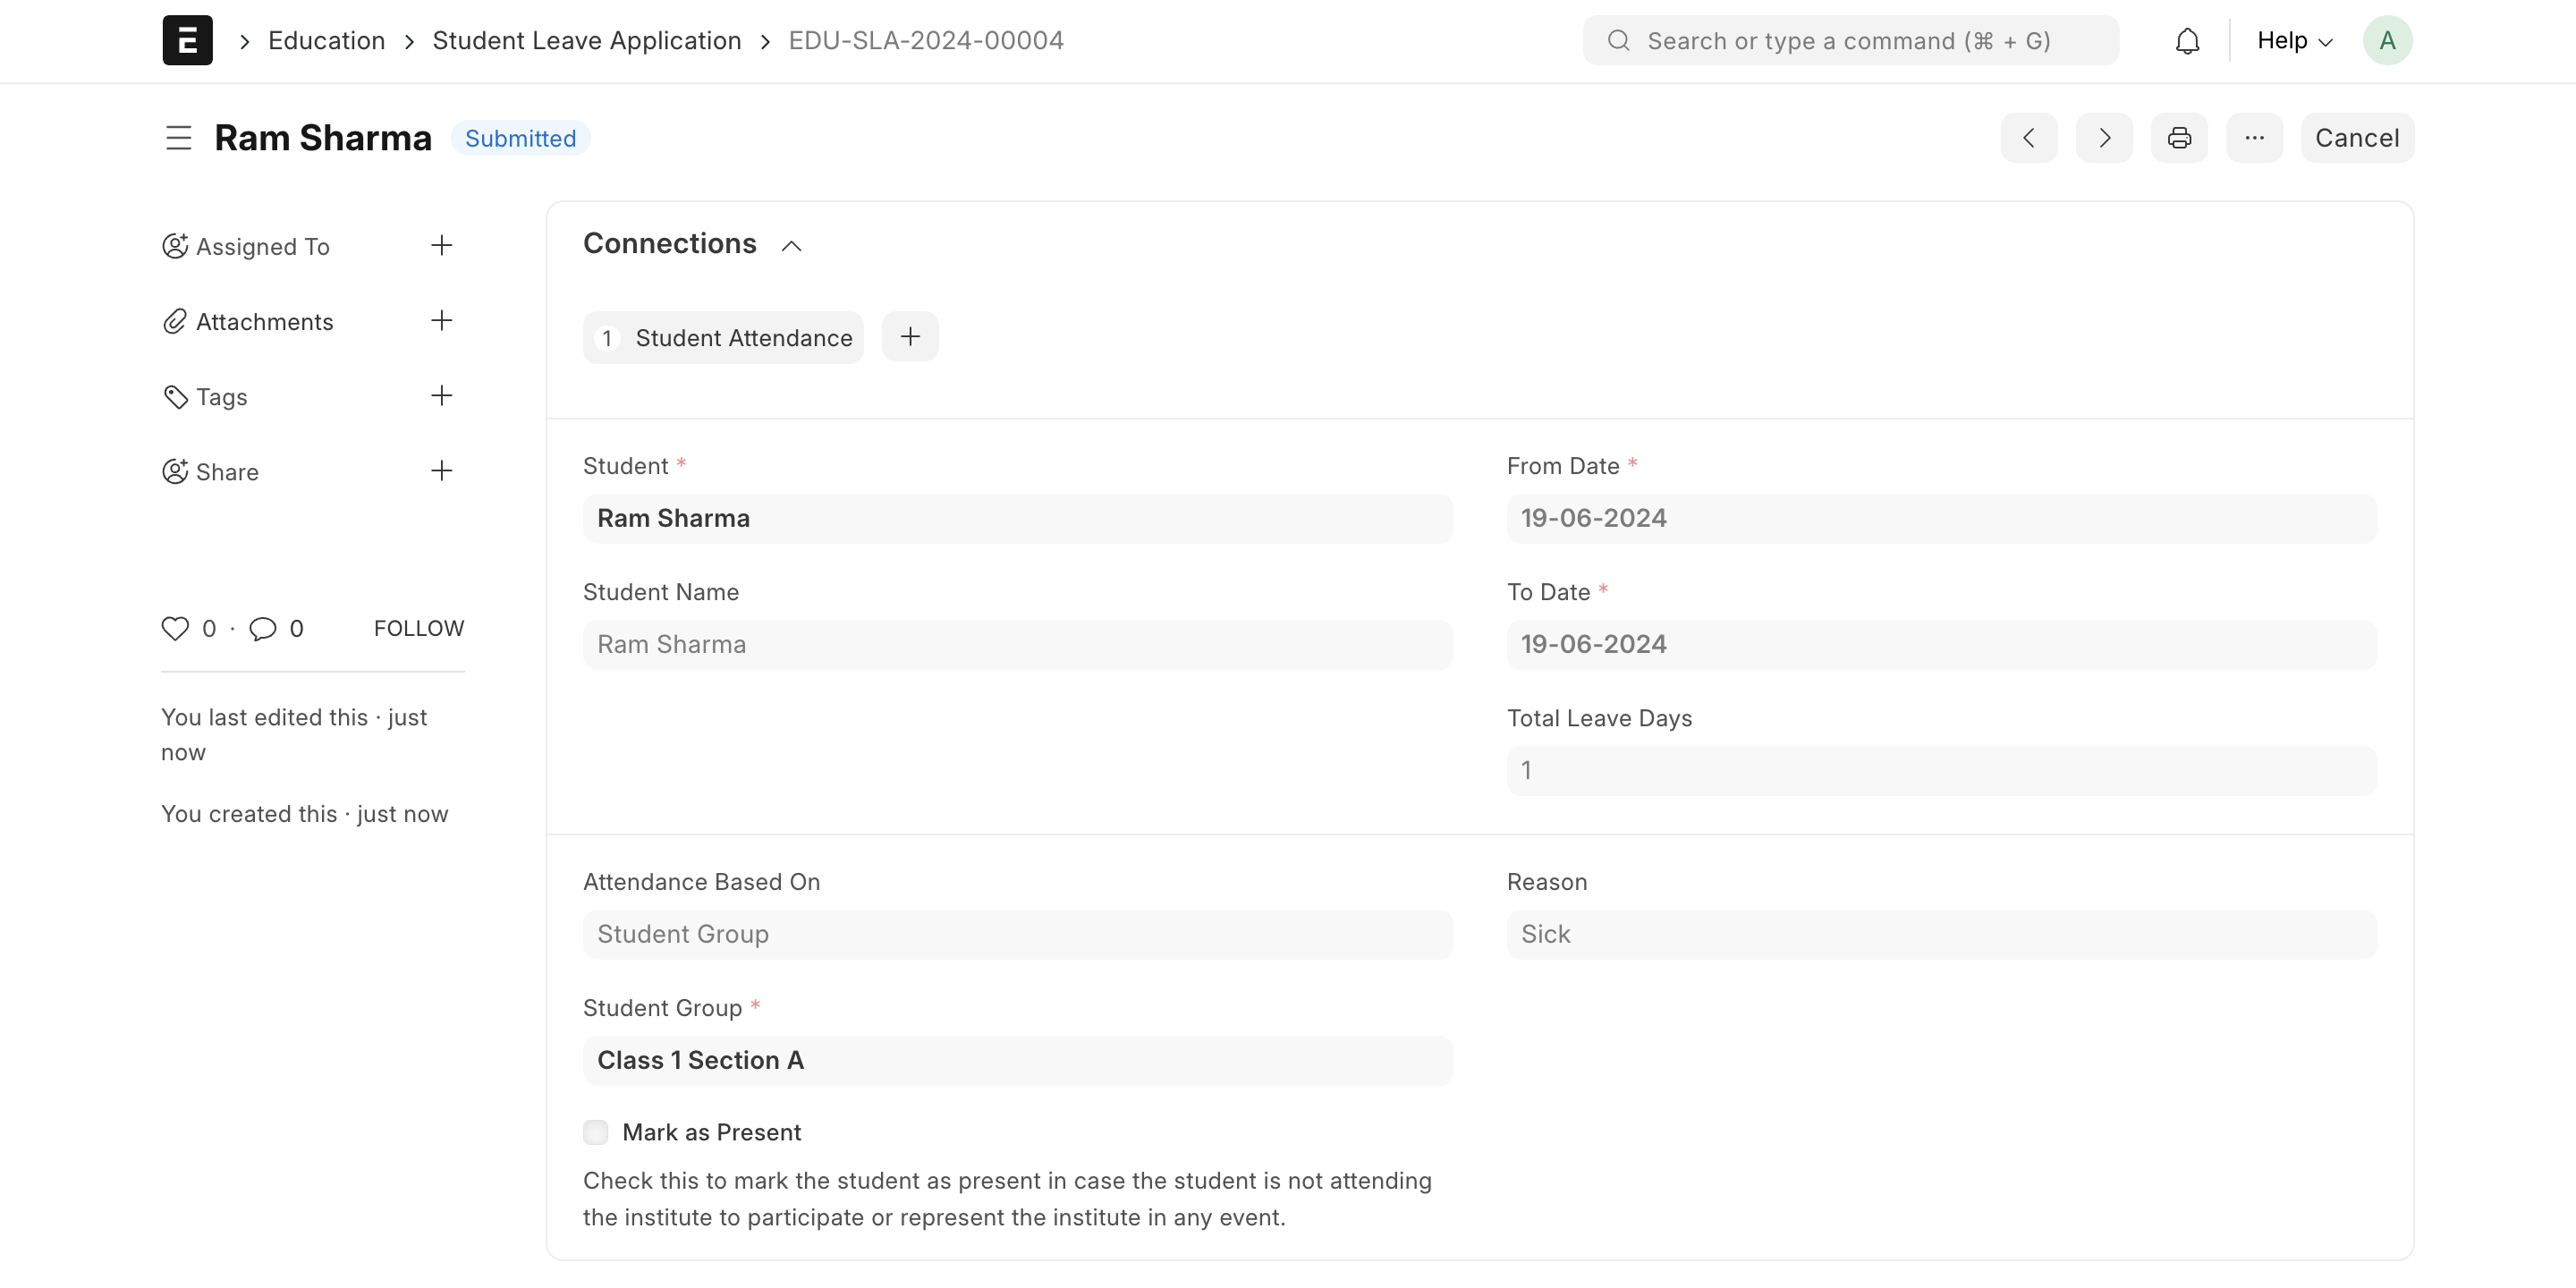 E Education Student Leave Application EDU-SLA-2024-00004 Search or type a command (⌘ + G) Help A
Ram Sharma Submitted Cancel
Assigned To
Attachments
Tags
Share
0 · 0 FOLLOW
You last edited this · just
now
You created this · just now
Connections
1 Student Attendance
Student *
Ram Sharma
Student Name
Ram Sharma
From Date *
19-06-2024
To Date *
19-06-2024
Total Leave Days
1
Attendance Based On
Student Group
Student Group *
Class 1 Section A
Mark as Present
Check this to mark the student as present in case the student is not attending
the institute to participate or represent the institute in any event.
Reason
Sick